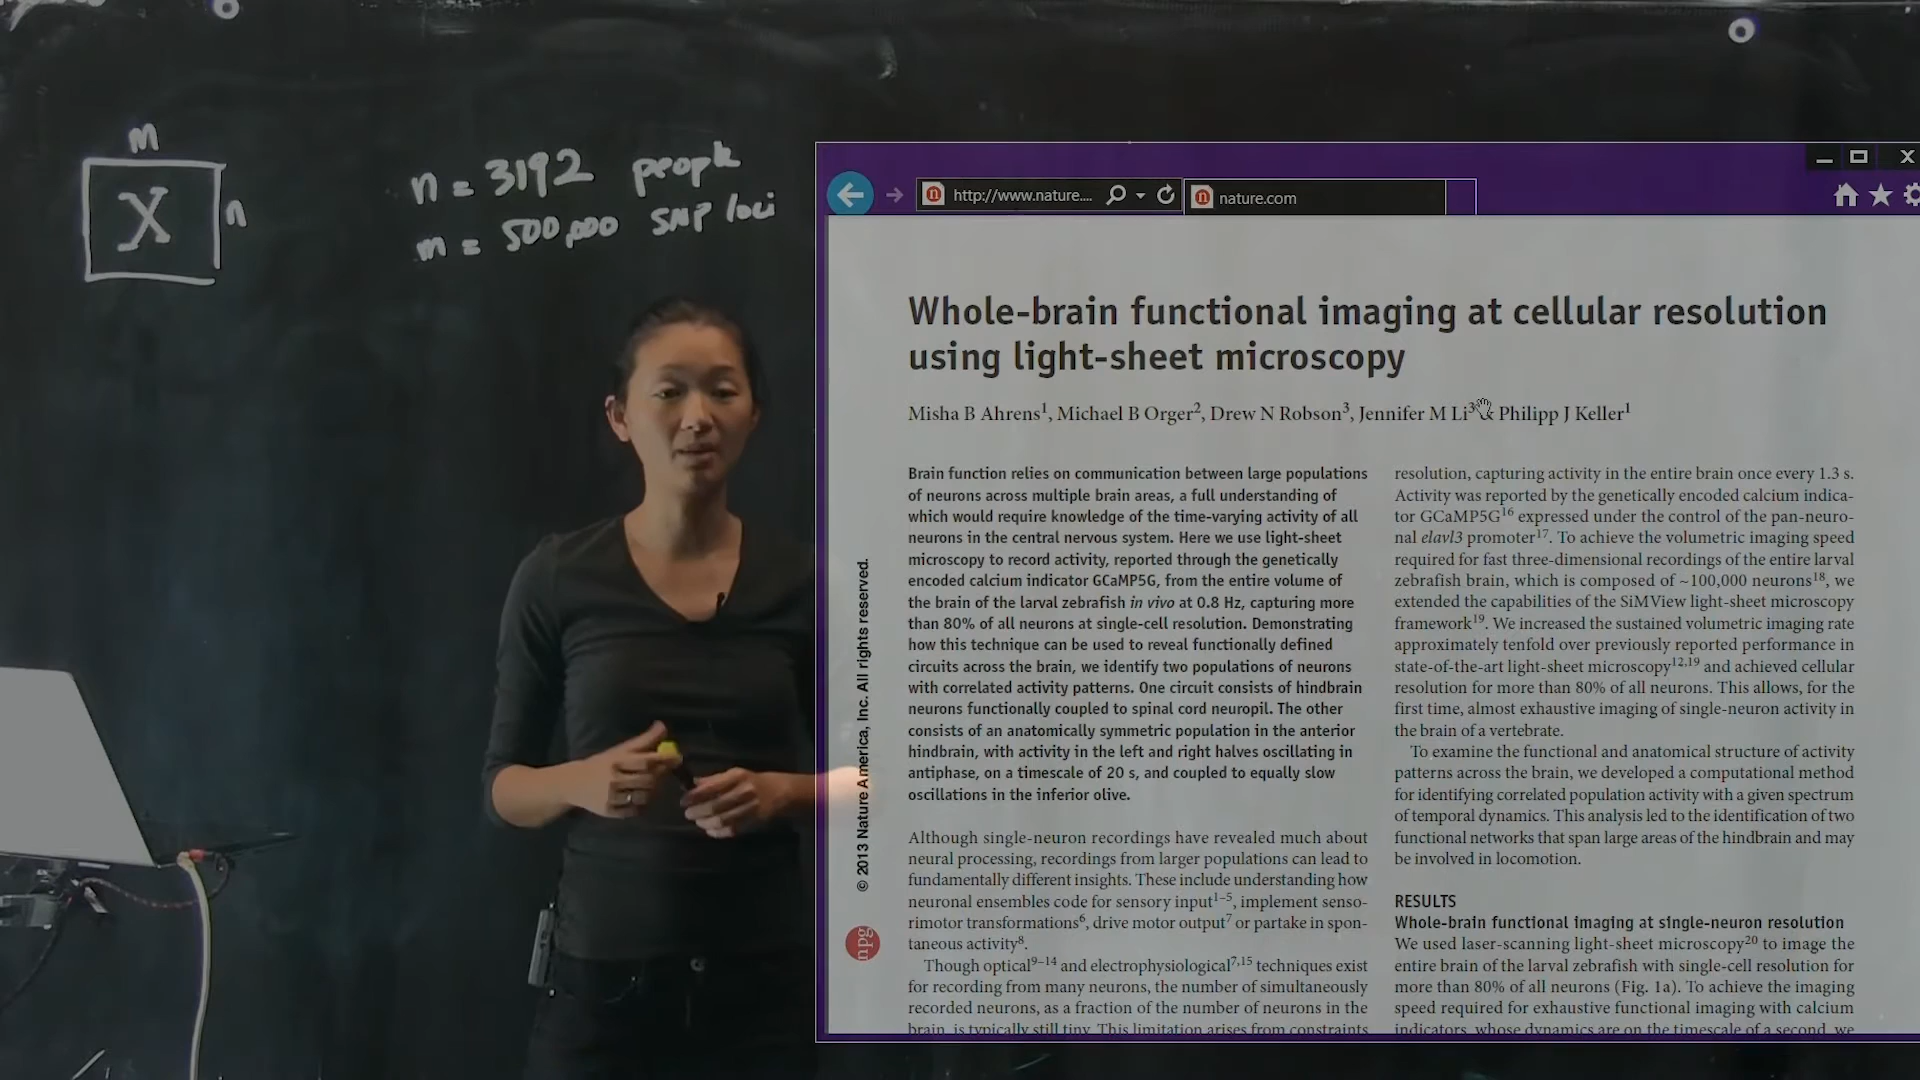 m
X n
n = 3192 people
m = 500,000 SNP loci
http://www.nature....
nature.com
Whole-brain functional imaging at cellular resolution
using light-sheet microscopy
Misha B Ahrens1, Michael B Orger2, Drew N Robson3, Jennifer M Li3 & Philipp J Keller1
Brain function relies on communication between large populations
of neurons across multiple brain areas, a full understanding of
which would require knowledge of the time-varying activity of all
neurons in the central nervous system. Here we use light-sheet
microscopy to record activity, reported through the genetically
encoded calcium indicator GCaMP5G, from the entire volume of
the brain of the larval zebrafish in vivo at 0.8 Hz, capturing more
than 80% of all neurons at single-cell resolution. Demonstrating
how this technique can be used to reveal functionally defined
circuits across the brain, we identify two populations of neurons
with correlated activity patterns. One circuit consists of hindbrain
neurons functionally coupled to spinal cord neuropil. The other
consists of an anatomically symmetric population in the anterior
hindbrain, with activity in the left and right halves oscillating in
antiphase, on a timescale of 20 s, and coupled to equally slow
oscillations in the inferior olive.
Although single-neuron recordings have revealed much about
neural processing, recordings from larger populations can lead to
fundamentally different insights. These include understanding how
neuronal ensembles code for sensory input1–5, implement senso-
rimotor transformations6, drive motor output7 or partake in spon-
taneous activity8.
Though optical9–14 and electrophysiological7,15 techniques exist
for recording from many neurons, the number of simultaneously
recorded neurons, as a fraction of the number of neurons in the
brain, is typically still tiny. This limitation arises from constraints
resolution, capturing activity in the entire brain once every 1.3 s.
Activity was reported by the genetically encoded calcium indica-
tor GCaMP5G16 expressed under the control of the pan-neuro-
nal elavl3 promoter17. To achieve the volumetric imaging speed
required for fast three-dimensional recordings of the entire larval
zebrafish brain, which is composed of ~100,000 neurons18, we
extended the capabilities of the SiMView light-sheet microscopy
framework19. We increased the sustained volumetric imaging rate
approximately tenfold over previously reported performance in
state-of-the-art light-sheet microscopy12,19 and achieved cellular
resolution for more than 80% of all neurons. This allows, for the
first time, almost exhaustive imaging of single-neuron activity in
the brain of a vertebrate.
To examine the functional and anatomical structure of activity
patterns across the brain, we developed a computational method
for identifying correlated population activity with a given spectrum
of temporal dynamics. This analysis led to the identification of two
functional networks that span large areas of the hindbrain and may
be involved in locomotion.
RESULTS
Whole-brain functional imaging at single-neuron resolution
We used laser-scanning light-sheet microscopy20 to image the
entire brain of the larval zebrafish with single-cell resolution for
more than 80% of all neurons (Fig. 1a). To achieve the imaging
speed required for exhaustive functional imaging with calcium
indicators, whose dynamics are on the timescale of a second, we
© 2013 Nature America, Inc. All rights reserved.
npg